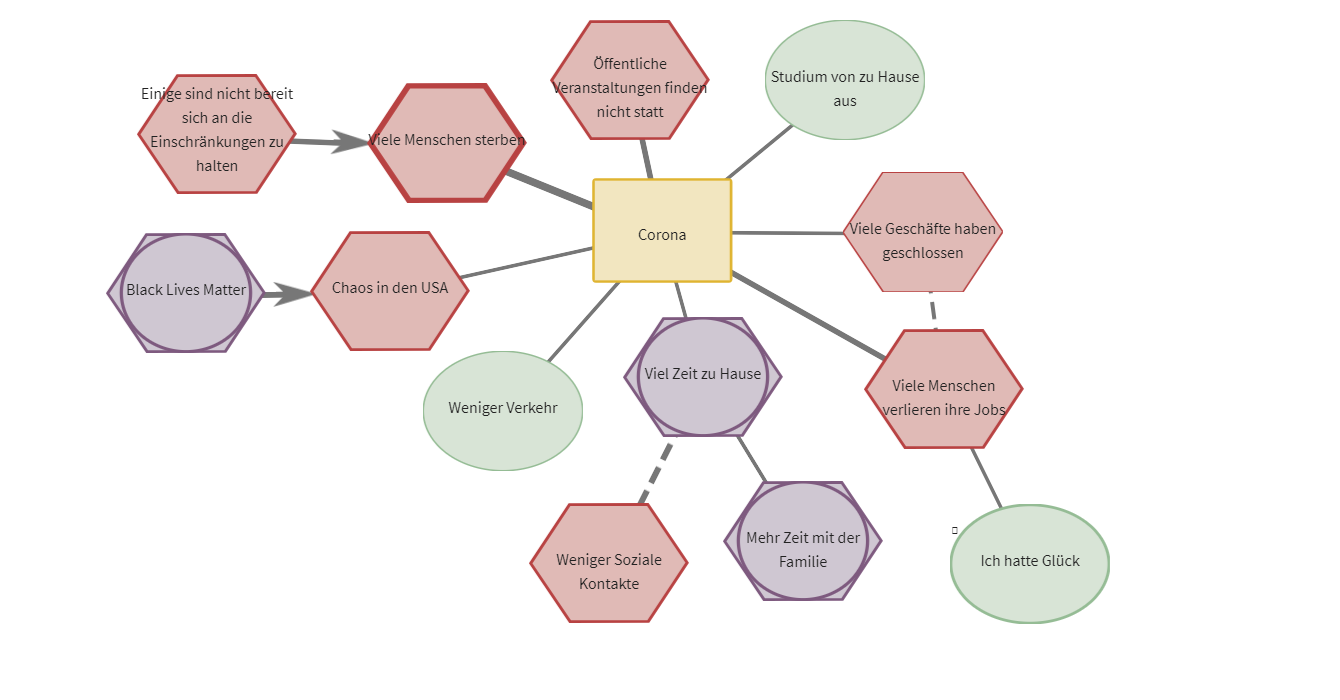 Öffentliche
Veranstaltungen finden
nicht statt
Studium von zu Hause
aus
Einige sind nicht bereit
sich an die
Einschränkungen zu
halten
Viele Menschen sterben
Corona
Viele Geschäfte haben
geschlossen
Black Lives Matter
Chaos in den USA
Weniger Verkehr
Viel Zeit zu Hause
Viele Menschen
verlieren ihre Jobs
Weniger Soziale
Kontakte
Mehr Zeit mit der
Familie
Ich hatte Glück